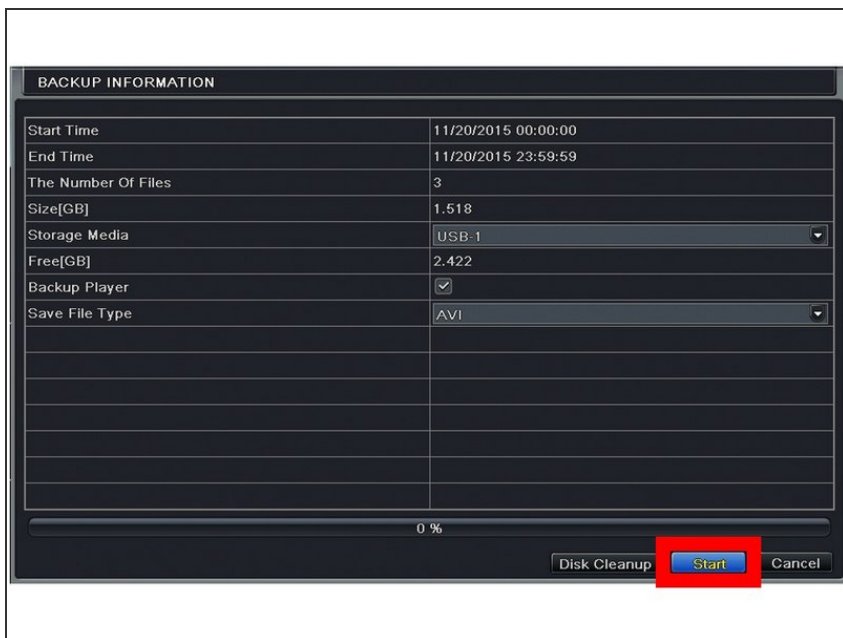 BACKUP INFORMATION
Start Time 11/20/2015 00:00:00
End Time 11/20/2015 23:59:59
The Number Of Files 3
Size[GB] 1.518
Storage Media USB-1
Free[GB] 2.422
Backup Player
Save File Type AVI
0 %
Disk Cleanup Start Cancel